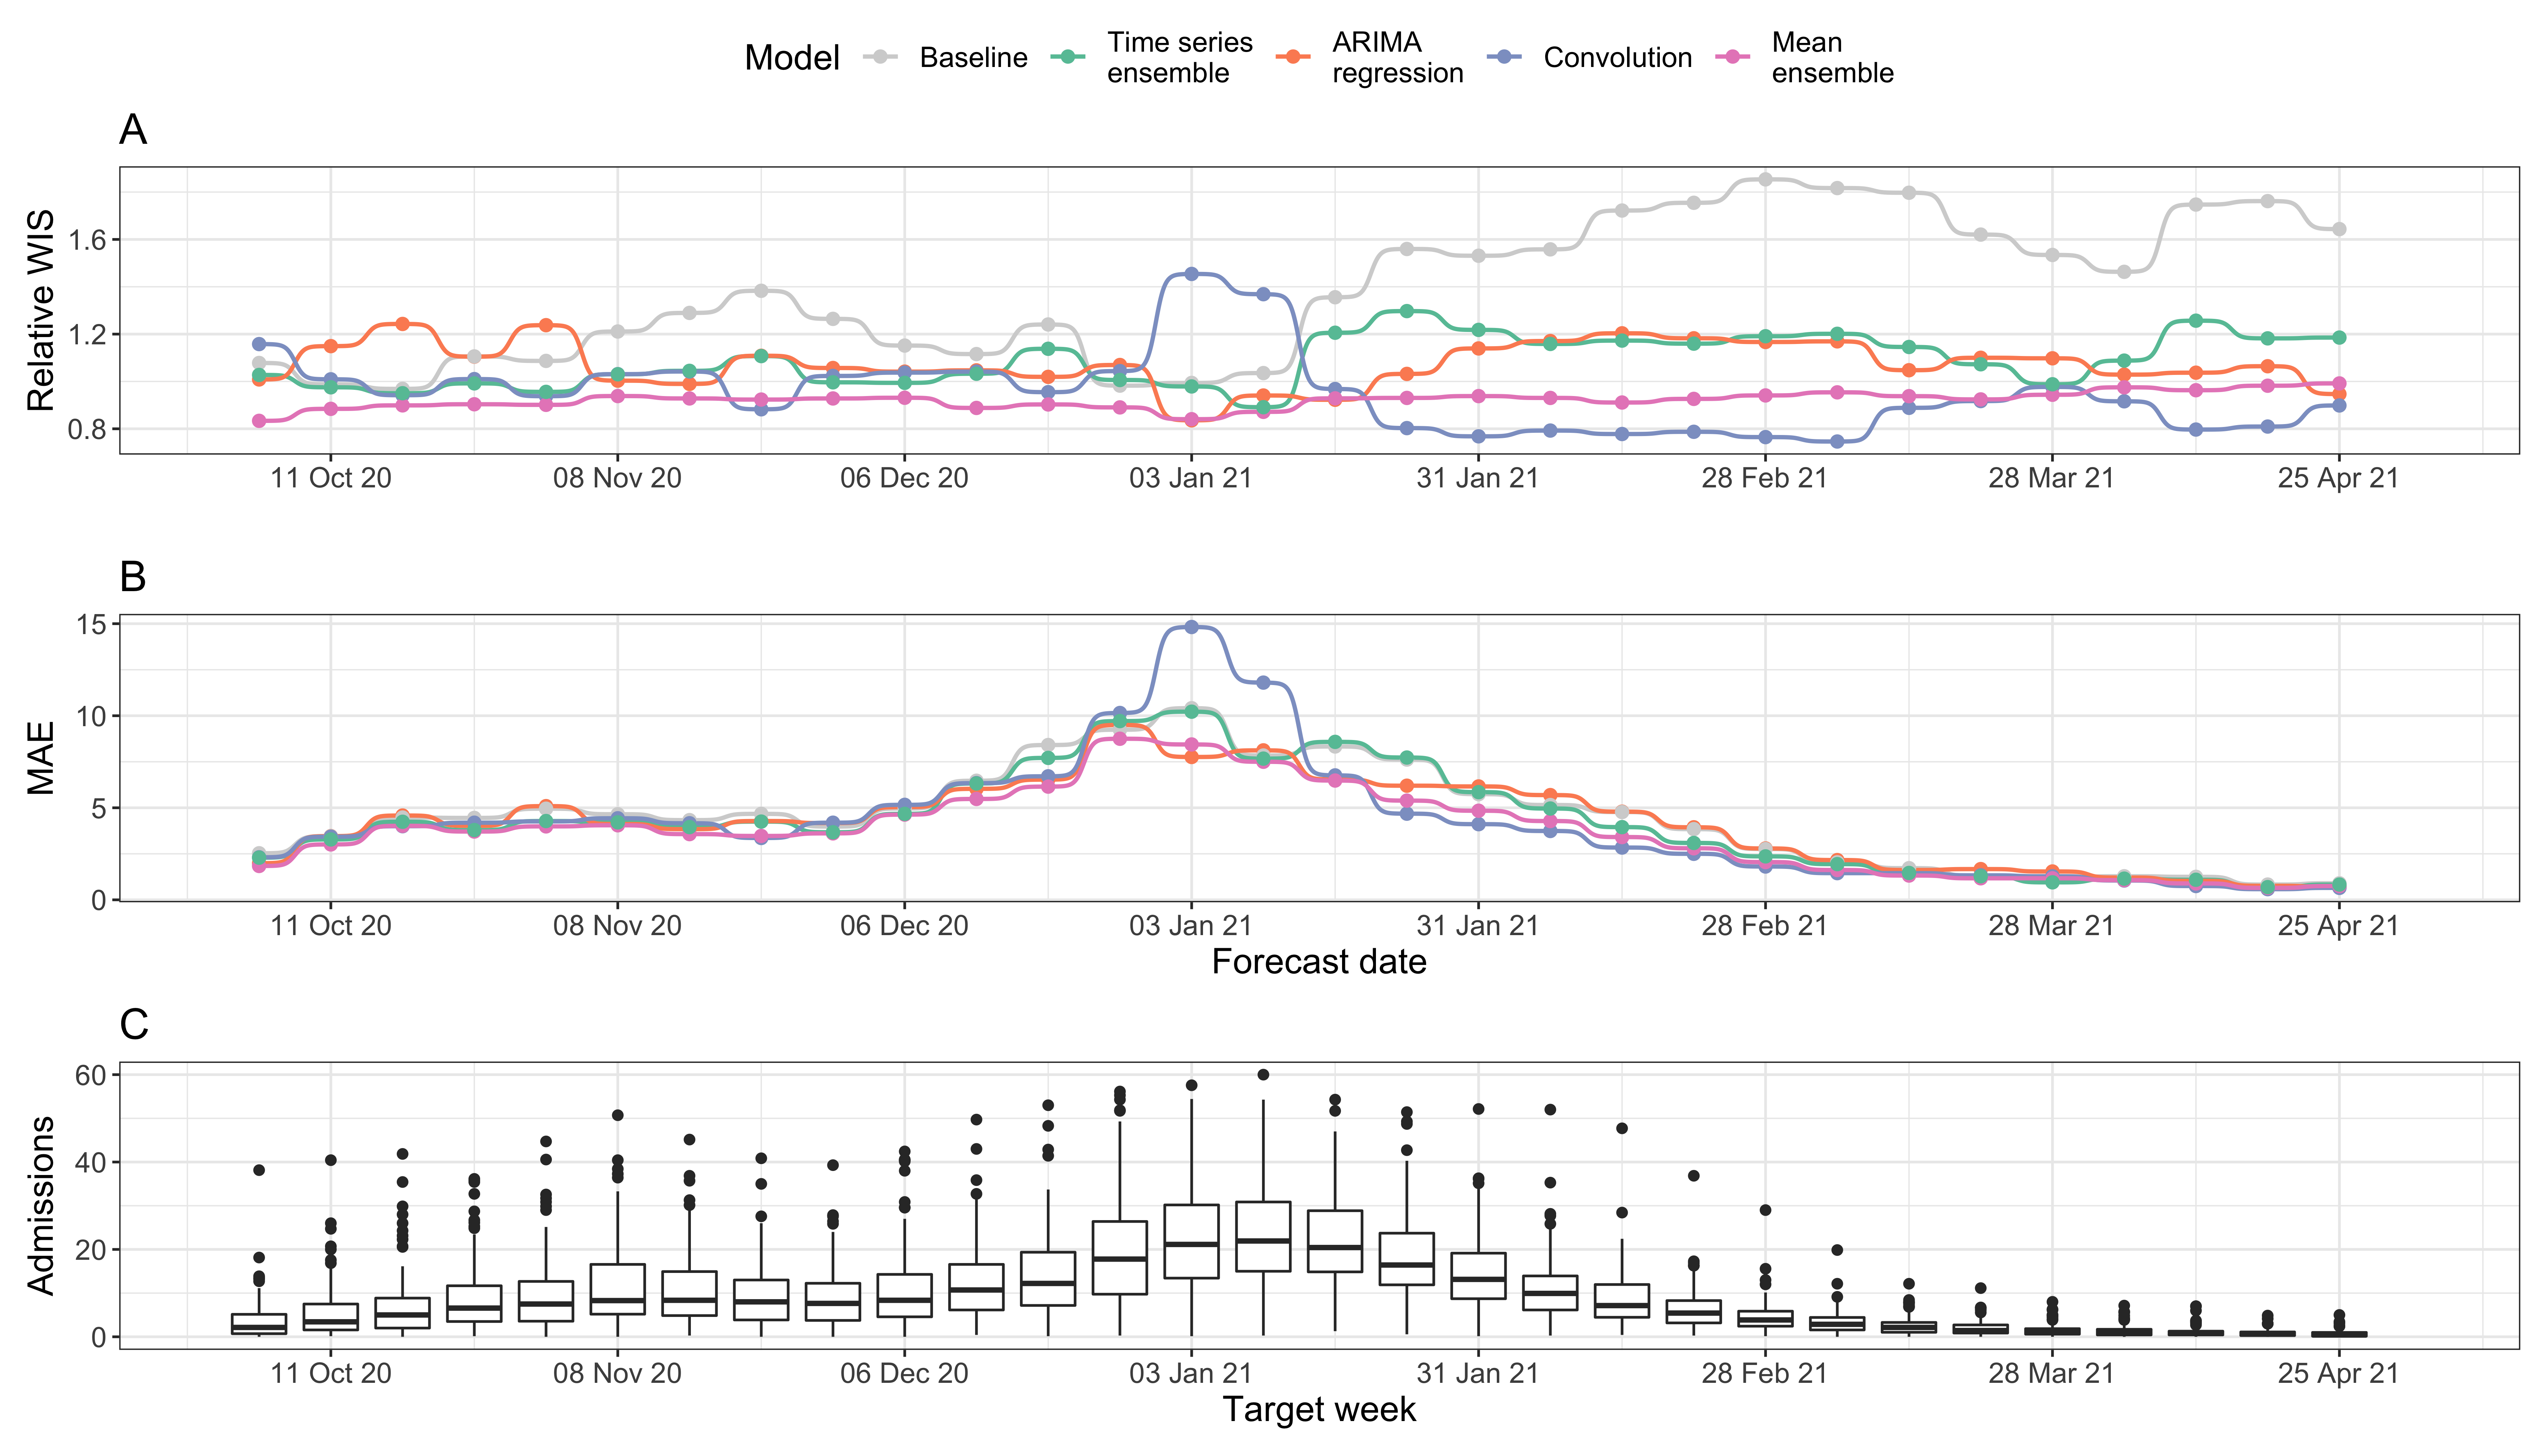 Model Baseline Time series ensemble ARIMA regression Convolution Mean ensemble
A
Relative WIS
1.6
1.2
0.8
11 Oct 20 08 Nov 20 06 Dec 20 03 Jan 21 31 Jan 21 28 Feb 21 28 Mar 21 25 Apr 21
B
MAE
15
10
5
0
11 Oct 20 08 Nov 20 06 Dec 20 03 Jan 21 31 Jan 21 28 Feb 21 28 Mar 21 25 Apr 21
Forecast date
C
Admissions
60
40
20
0
11 Oct 20 08 Nov 20 06 Dec 20 03 Jan 21 31 Jan 21 28 Feb 21 28 Mar 21 25 Apr 21
Target week